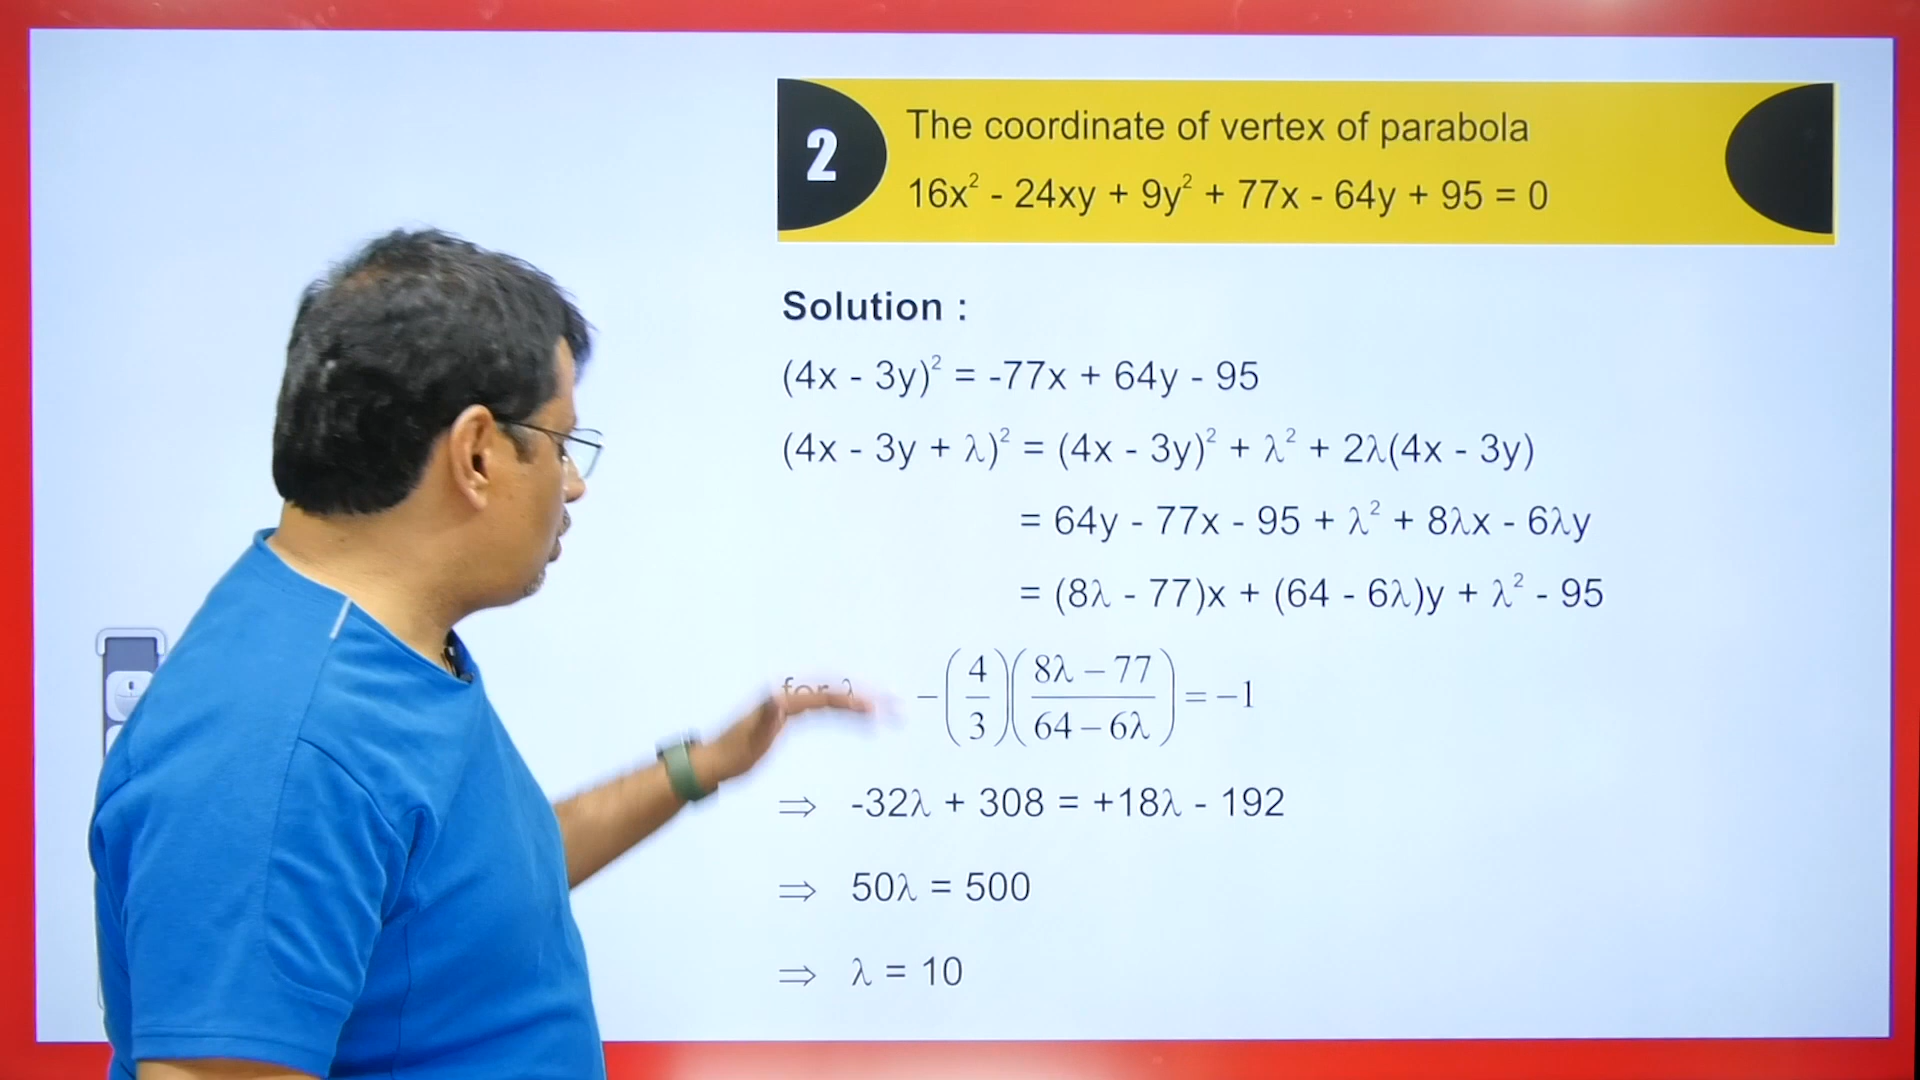 2
The coordinate of vertex of parabola
16x² - 24xy + 9y² + 77x - 64y + 95 = 0
Solution :
(4x - 3y)² = -77x + 64y - 95
(4x - 3y + λ)² = (4x - 3y)² + λ² + 2λ(4x - 3y)
= 64y - 77x - 95 + λ² + 8λx - 6λy
= (8λ - 77)x + (64 - 6λ)y + λ² - 95
for λ -(4/3)((8λ - 77)/(64 - 6λ)) = -1
⇒ -32λ + 308 = +18λ - 192
⇒ 50λ = 500
⇒ λ = 10